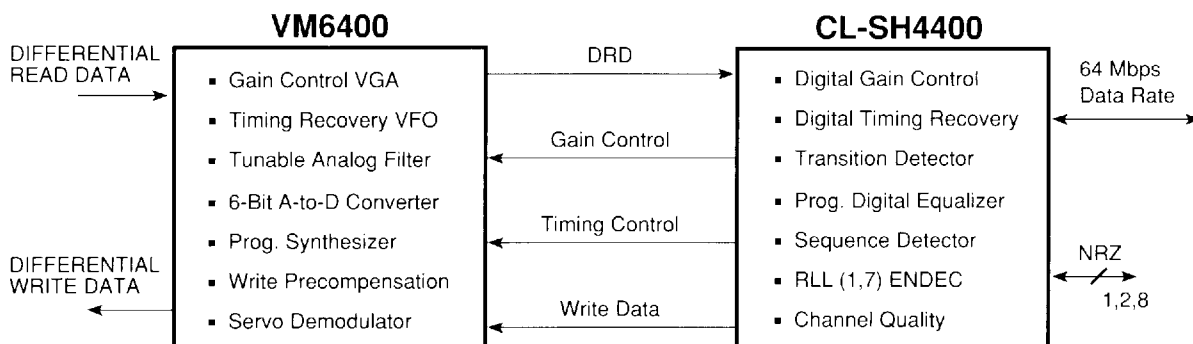 VM6400
CL-SH4400
DIFFERENTIAL
READ DATA
▪ Gain Control VGA
▪ Timing Recovery VFO
▪ Tunable Analog Filter
▪ 6-Bit A-to-D Converter
▪ Prog. Synthesizer
▪ Write Precompensation
▪ Servo Demodulator
DIFFERENTIAL
WRITE DATA
DRD
Gain Control
Timing Control
Write Data
▪ Digital Gain Control
▪ Digital Timing Recovery
▪ Transition Detector
▪ Prog. Digital Equalizer
▪ Sequence Detector
▪ RLL (1,7) ENDEC
▪ Channel Quality
64 Mbps
Data Rate
NRZ
1,2,8